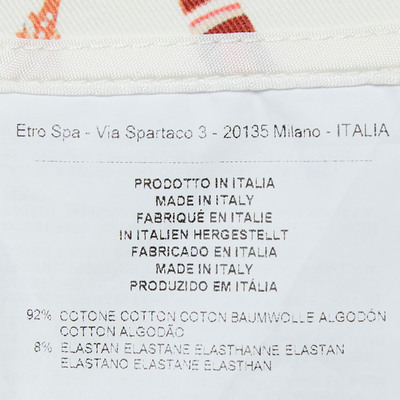 Etro Spa - Via Spartaco 3 - 20135 Milano - ITALIA
PRODOTTO IN ITALIA
MADE IN ITALY
FABRIQUÉ EN ITALIE
IN ITALIEN HERGESTELLT
FABRICADO EN ITALIA
MADE IN ITALY
PRODUZIDO EM ITÁLIA
92% COTONE COTTON COTON BAUMWOLLE ALGODÓN
COTTON ALGODÃO
8% ELASTAN ELASTANE ELASTHANNE ELASTAN
ELASTANO ELASTANE ELASTHAN